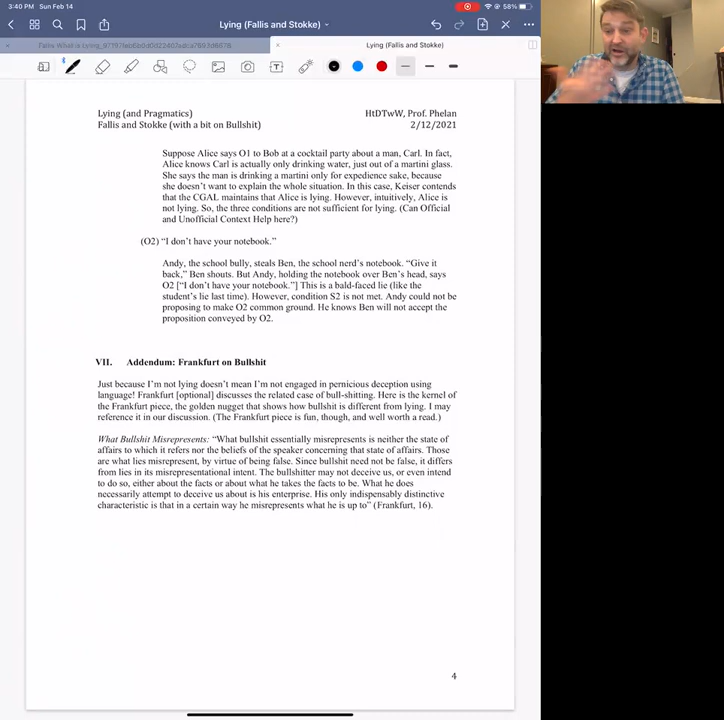 3:40 PM Sun Feb 14
58%
Lying (Fallis and Stokke)
Lying (Fallis and Stokke)
Lying (and Pragmatics)
HtDTwW, Prof. Phelan
Fallis and Stokke (with a bit on Bullshit)
2/12/2021
Suppose Alice says O1 to Bob at a cocktail party about a man, Carl. In fact,
Alice knows Carl is actually only drinking water, just out of a martini glass.
She says the man is drinking a martini only for expedience sake, because
she doesn't want to explain the whole situation. In this case, Keiser contends
that the CGAL maintains that Alice is lying. However, intuitively, Alice is
not lying. So, the three conditions are not sufficient for lying. (Can Official
and Unofficial Context Help here?)
(O2) "I don't have your notebook."
Andy, the school bully, steals Ben, the school nerd's notebook. "Give it
back," Ben shouts. But Andy, holding the notebook over Ben's head, says
O2 ["I don't have your notebook."] This is a bald-faced lie (like the
student's lie last time). However, condition S2 is not met. Andy could not be
proposing to make O2 common ground. He knows Ben will not accept the
proposition conveyed by O2.
VII. Addendum: Frankfurt on Bullshit
Just because I'm not lying doesn't mean I'm not engaged in pernicious deception using
language! Frankfurt [optional] discusses the related case of bull-shitting. Here is the kernel of
the Frankfurt piece, the golden nugget that shows how bullshit is different from lying. I may
reference it in our discussion. (The Frankfurt piece is fun, though, and well worth a read.)
What Bullshit Misrepresents: "What bullshit essentially misrepresents is neither the state of
affairs to which it refers nor the beliefs of the speaker concerning that state of affairs. Those
are what lies misrepresent, by virtue of being false. Since bullshit need not be false, it differs
from lies in its misrepresentational intent. The bullshitter may not deceive us, or even intend
to do so, either about the facts or about what he takes the facts to be. What he does
necessarily attempt to deceive us about is his enterprise. His only indispensably distinctive
characteristic is that in a certain way he misrepresents what he is up to" (Frankfurt, 16).
4